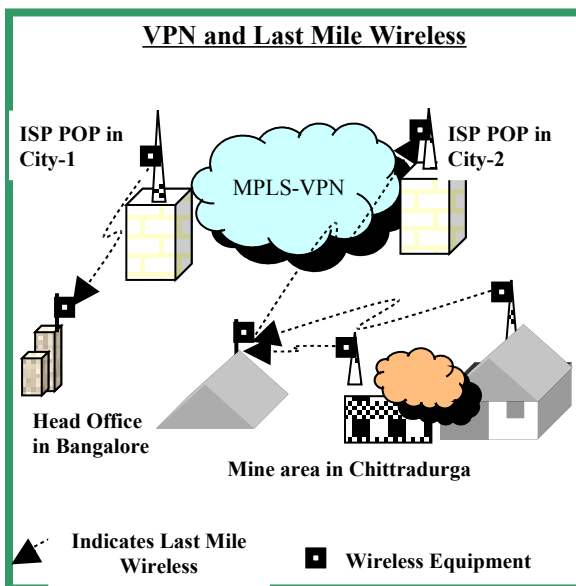 VPN and Last Mile Wireless
ISP POP in
City-1
ISP POP in
City-2
MPLS-VPN
Head Office
in Bangalore
Mine area in Chittradurga
Indicates Last Mile
Wireless
Wireless Equipment